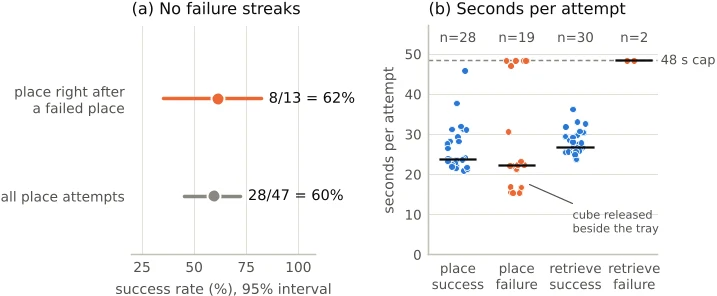 (a) No failure streaks
place right after
a failed place
8/13 = 62%
all place attempts
28/47 = 60%
25
50
75
100
success rate (%), 95% interval
(b) Seconds per attempt
n=28
n=19
n=30
n=2
48 s cap
seconds per attempt
50
40
30
20
10
0
cube released
beside the tray
place
success
place
failure
retrieve
success
retrieve
failure